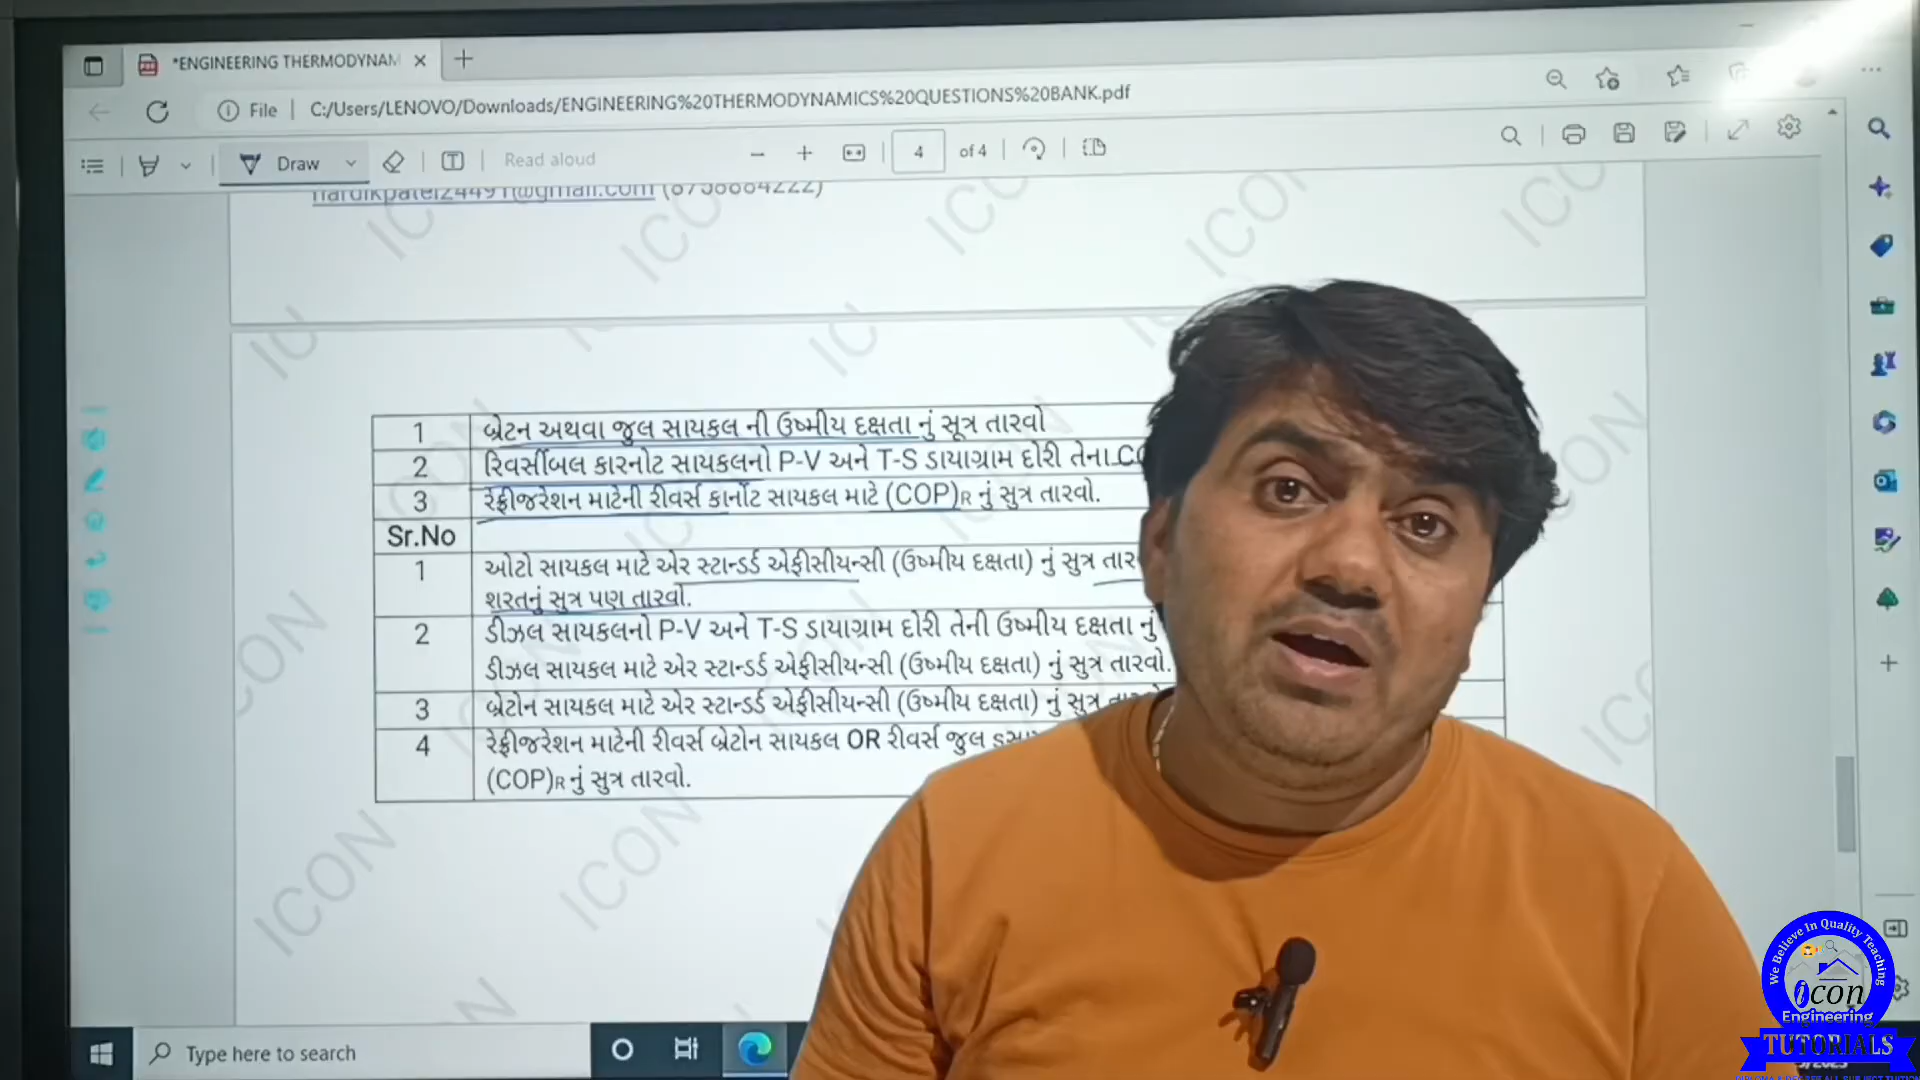 *ENGINEERING THERMODYNAM
File C:/Users/LENOVO/Downloads/ENGINEERING%20THERMODYNAMICS%20QUESTIONS%20BANK.pdf
Draw Read aloud 4 of 4
hardikpatel24491@gmail.com (8758884222)
1 બ્રેટન અથવા જુલ સાયકલ ની ઉષ્મીય દક્ષતા નું સૂત્ર તારવો
2 રિવર્સીબલ કારનોટ સાયકલનો P-V અને T-S ડાયાગ્રામ દોરી તેના
3 રેફ્રીજરેશન માટેની રીવર્સ કાર્નોટ સાયકલ માટે (COP)R નું સુત્ર તારવો.
Sr.No
1 ઓટો સાયકલ માટે એર સ્ટાન્ડર્ડ એફીસીયન્સી (ઉષ્મીય દક્ષતા) નું સુત્ર
શરતનું સુત્ર પણ તારવો.
2 ડીઝલ સાયકલનો P-V અને T-S ડાયાગ્રામ દોરી તેની ઉષ્મીય દક્ષતા નું
ડીઝલ સાયકલ માટે એર સ્ટાન્ડર્ડ એફીસીયન્સી (ઉષ્મીય દક્ષતા) નું સુત્ર તારવો.
3 બ્રેટોન સાયકલ માટે એર સ્ટાન્ડર્ડ એફીસીયન્સી (ઉષ્મીય દક્ષતા) નું સુત્ર
4 રેફ્રીજરેશન માટેની રીવર્સ બ્રેટોન સાયકલ OR રીવર્સ જુલ
(COP)R નું સુત્ર તારવો.
ICON
Type here to search
We Believe In Quality Teaching
icon
Engineering
TUTORIALS